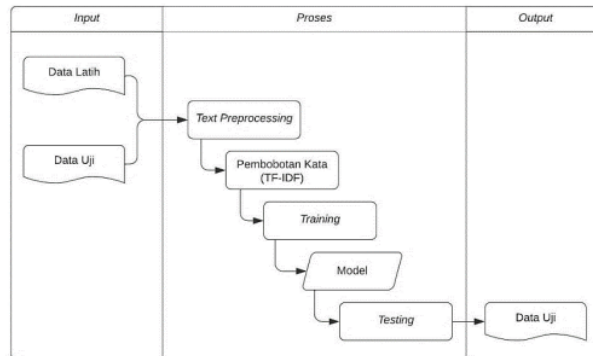 Input
Proses
Output
Data Latih
Data Uji
Text Preprocessing
Pembobotan Kata
(TF-IDF)
Training
Model
Testing
Data Uji